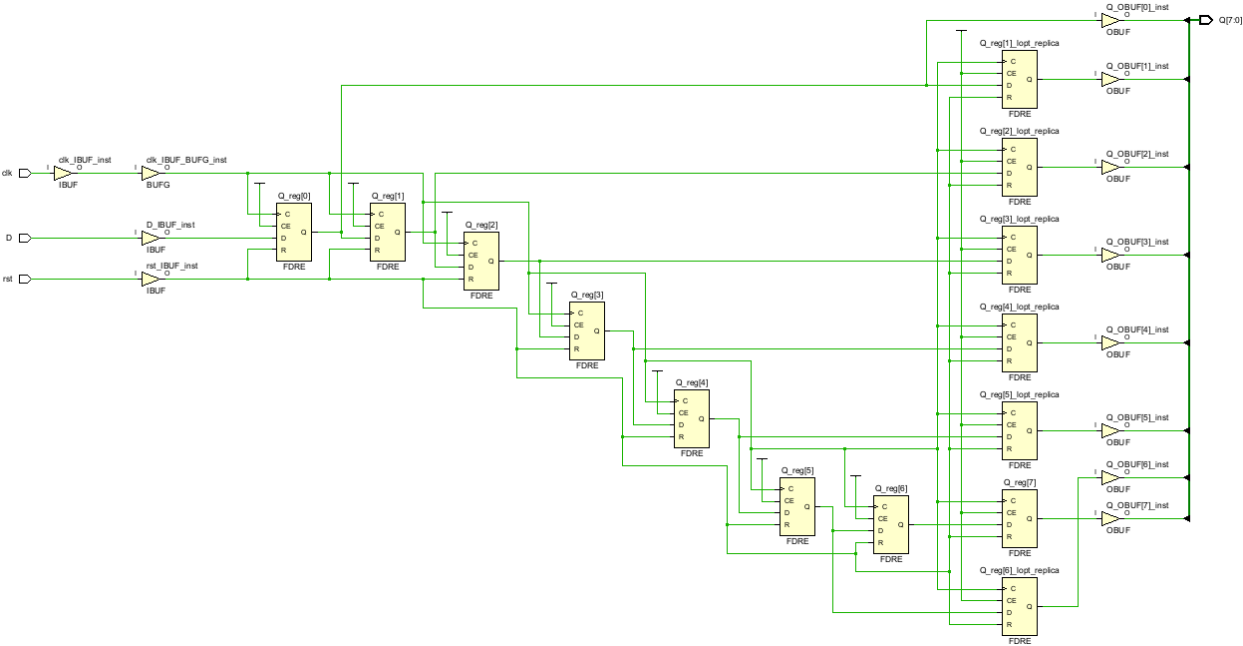 Q_OBUF[0]_inst
I O
OBUF
Q[7:0]
Q_reg[1]_lopt_replica
C
CE
D
R
Q
FDRE
Q_OBUF[1]_inst
I O
OBUF
Q_reg[2]_lopt_replica
C
CE
D
R
Q
FDRE
Q_OBUF[2]_inst
I O
OBUF
clk
clk_IBUF_inst
I O
IBUF
clk_IBUF_BUFG_inst
I O
BUFG
D
D_IBUF_inst
I O
IBUF
rst
rst_IBUF_inst
I O
IBUF
Q_reg[0]
C
CE
D
R
Q
FDRE
Q_reg[1]
C
CE
D
R
Q
FDRE
Q_reg[2]
C
CE
D
R
Q
FDRE
Q_reg[3]_lopt_replica
C
CE
D
R
Q
FDRE
Q_OBUF[3]_inst
I O
OBUF
Q_reg[3]
C
CE
D
R
Q
FDRE
Q_reg[4]_lopt_replica
C
CE
D
R
Q
FDRE
Q_OBUF[4]_inst
I O
OBUF
Q_reg[4]
C
CE
D
R
Q
FDRE
Q_reg[5]_lopt_replica
C
CE
D
R
Q
FDRE
Q_OBUF[5]_inst
I O
OBUF
Q_reg[5]
C
CE
D
R
Q
FDRE
Q_reg[6]
C
CE
D
R
Q
FDRE
Q_OBUF[6]_inst
I O
OBUF
Q_reg[7]
C
CE
D
R
Q
FDRE
Q_OBUF[7]_inst
I O
OBUF
Q_reg[6]_lopt_replica
C
CE
D
R
Q
FDRE